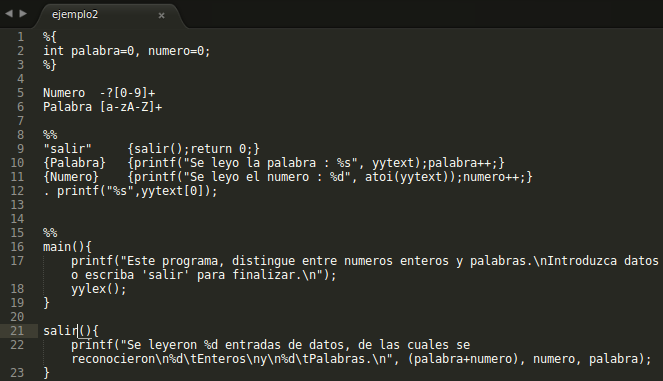 ejemplo2 ×
1 %{
2 int palabra=0, numero=0;
3 %}
4
5 Numero -?[0-9]+
6 Palabra [a-zA-Z]+
7
8 %%
9 "salir" {salir();return 0;}
10 {Palabra} {printf("Se leyo la palabra : %s", yytext);palabra++;}
11 {Numero} {printf("Se leyo el numero : %d", atoi(yytext));numero++;}
12 . printf("%s",yytext[0]);
13
14
15 %%
16 main(){
17 printf("Este programa, distingue entre numeros enteros y palabras.\nIntroduzca datos
o escriba 'salir' para finalizar.\n");
18 yylex();
19 }
20
21 salir(){
22 printf("Se leyeron %d entradas de datos, de las cuales se
reconocieron\n%d\tEnteros\ny\n%d\tPalabras.\n", (palabra+numero), numero, palabra);
23 }